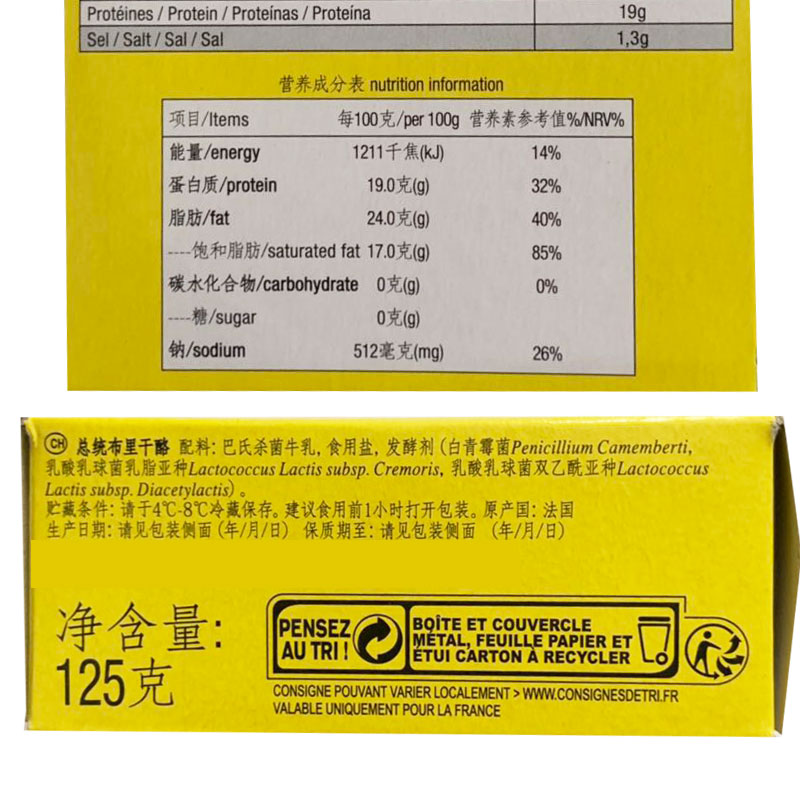 Protéines / Protein / Proteínas / Proteína 19g
Sel / Salt / Sal / Sal 1,3g
营养成分表 nutrition information
项目/Items 每100克/per 100g 营养素参考值%/NRV%
能量/energy 1211千焦(kJ) 14%
蛋白质/protein 19.0克(g) 32%
脂肪/fat 24.0克(g) 40%
----饱和脂肪/saturated fat 17.0克(g) 85%
碳水化合物/carbohydrate 0克(g) 0%
----糖/sugar 0克(g)
钠/sodium 512毫克(mg) 26%
CH 总统布里干酪 配料: 巴氏杀菌牛乳, 食用盐, 发酵剂 (白青霉菌Penicillium Camemberti,
乳酸乳球菌乳脂亚种Lactococcus Lactis subsp. Cremoris, 乳酸乳球菌双乙酰亚种Lactococcus
Lactis subsp. Diacetylactis) 。
贮藏条件: 请于4℃-8℃冷藏保存。建议食用前1小时打开包装。原产国: 法国
生产日期: 请见包装侧面 (年/月/日) 保质期至: 请见包装侧面 (年/月/日)
净含量:
125克
PENSEZ
AU TRI !
BOÎTE ET COUVERCLE
MÉTAL, FEUILLE PAPIER ET
ETUI CARTON À RECYCLER
CONSIGNE POUVANT VARIER LOCALEMENT > WWW.CONSIGNESDETRI.FR
VALABLE UNIQUEMENT POUR LA FRANCE